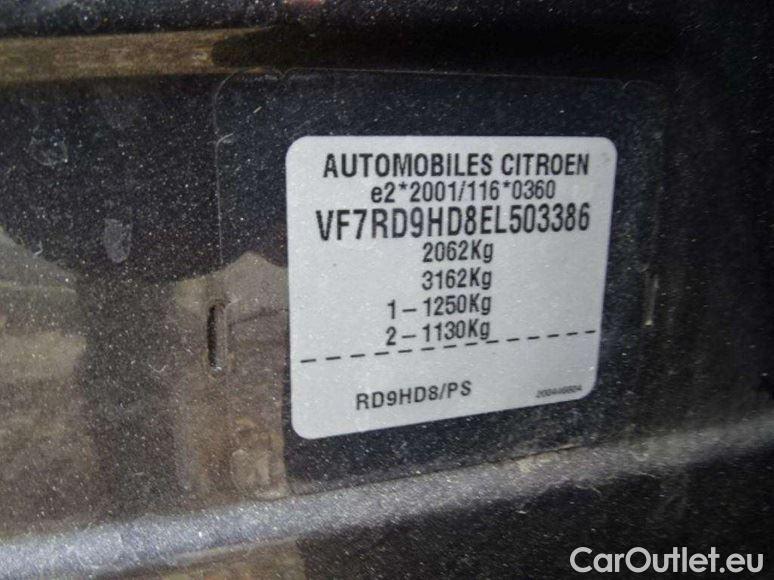 AUTOMOBILES CITROEN
e2*2001/116*0360
VF7RD9HD8EL503386
2062Kg
3162Kg
1-1250Kg
2-1130Kg
RD9HD8/PS
CarOutlet.eu